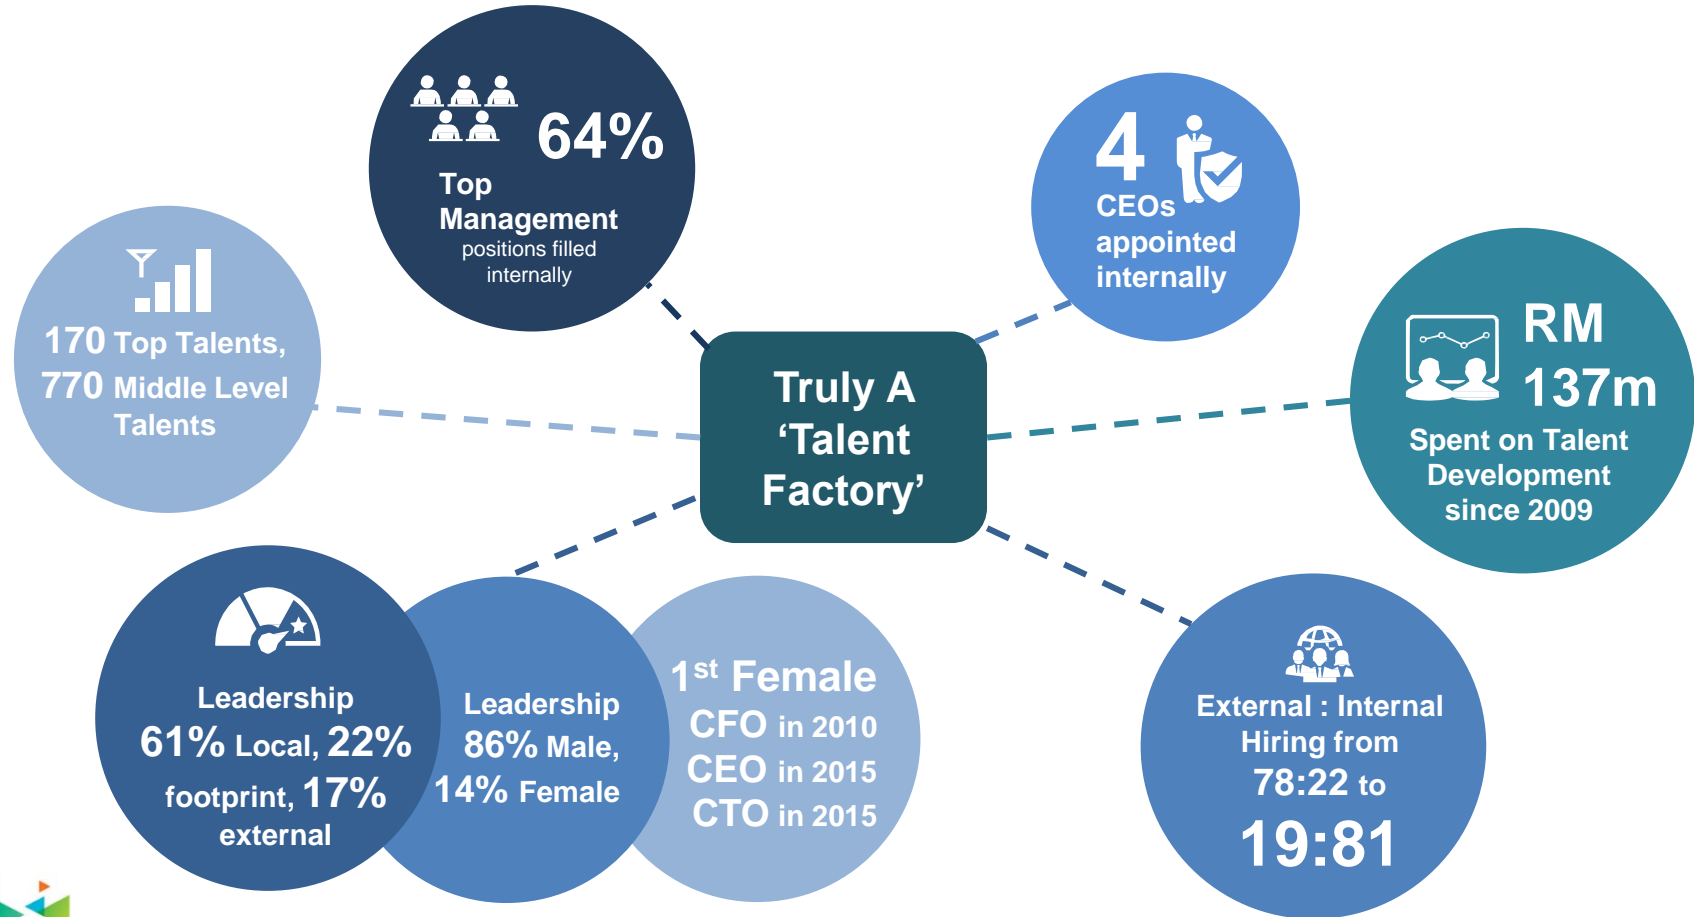 64%
Top
Management
positions filled
internally
4
CEOs
appointed
internally
170 Top Talents,
770 Middle Level
Talents
RM
137m
Spent on Talent
Development
since 2009
Truly A
‘Talent
Factory’
Leadership
61% Local, 22%
footprint, 17%
external
Leadership
86% Male,
14% Female
1st Female
CFO in 2010
CEO in 2015
CTO in 2015
External : Internal
Hiring from
78:22 to
19:81